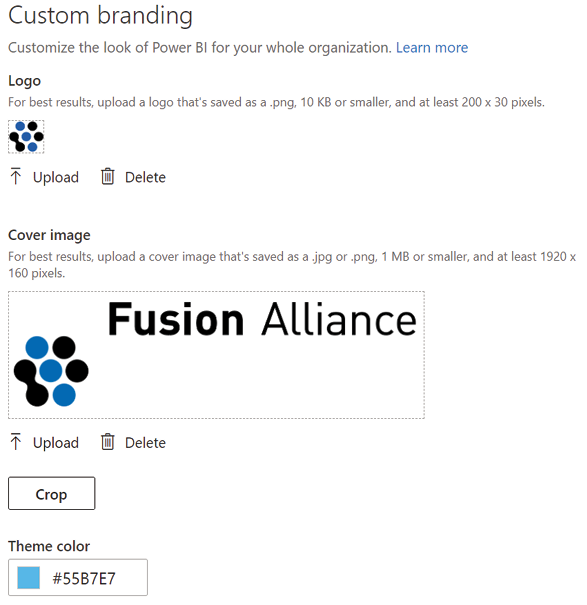 Custom branding
Customize the look of Power BI for your whole organization. Learn more
Logo
For best results, upload a logo that's saved as a .png, 10 KB or smaller, and at least 200 x 30 pixels.
Upload
Delete
Cover image
For best results, upload a cover image that's saved as a .jpg or .png, 1 MB or smaller, and at least 1920 x
160 pixels.
Fusion Alliance
Upload
Delete
Crop
Theme color
#55B7E7